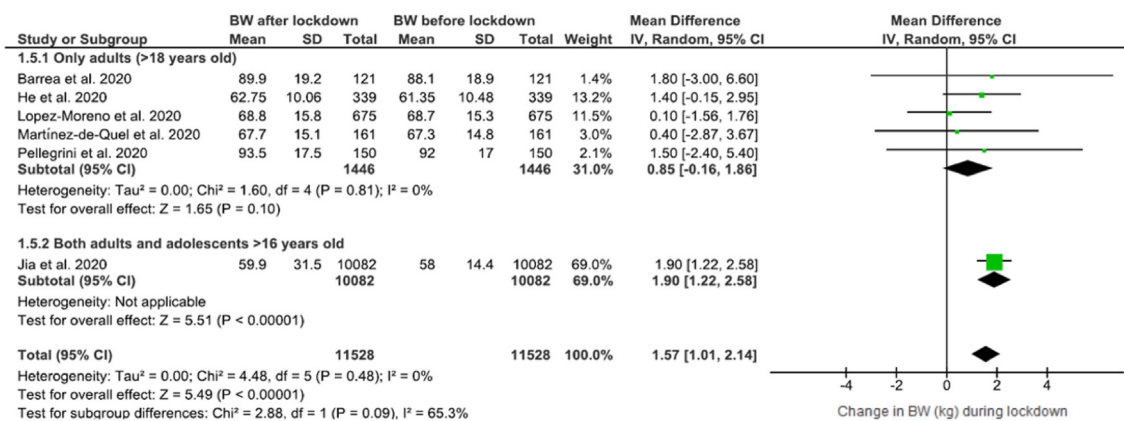 BW after lockdown BW before lockdown Mean Difference Mean Difference
Study or Subgroup Mean SD Total Mean SD Total Weight IV, Random, 95% CI IV, Random, 95% CI
1.5.1 Only adults (>18 years old)
Barrea et al. 2020 89.9 19.2 121 88.1 18.9 121 1.4% 1.80 [-3.00, 6.60]
He et al. 2020 62.75 10.06 339 61.35 10.48 339 13.2% 1.40 [-0.15, 2.95]
Lopez-Moreno et al. 2020 68.8 15.8 675 68.7 15.3 675 11.5% 0.10 [-1.56, 1.76]
Martínez-de-Quel et al. 2020 67.7 15.1 161 67.3 14.8 161 3.0% 0.40 [-2.87, 3.67]
Pellegrini et al. 2020 93.5 17.5 150 92 17 150 2.1% 1.50 [-2.40, 5.40]
Subtotal (95% CI) 1446 1446 31.0% 0.85 [-0.16, 1.86]
Heterogeneity: Tau² = 0.00; Chi² = 1.60, df = 4 (P = 0.81); I² = 0%
Test for overall effect: Z = 1.65 (P = 0.10)
1.5.2 Both adults and adolescents >16 years old
Jia et al. 2020 59.9 31.5 10082 58 14.4 10082 69.0% 1.90 [1.22, 2.58]
Subtotal (95% CI) 10082 10082 69.0% 1.90 [1.22, 2.58]
Heterogeneity: Not applicable
Test for overall effect: Z = 5.51 (P < 0.00001)
Total (95% CI) 11528 11528 100.0% 1.57 [1.01, 2.14]
Heterogeneity: Tau² = 0.00; Chi² = 4.48, df = 5 (P = 0.48); I² = 0%
Test for overall effect: Z = 5.49 (P < 0.00001)
Test for subgroup differences: Chi² = 2.88, df = 1 (P = 0.09), I² = 65.3%
-4 -2 0 2 4
Change in BW (kg) during lockdown